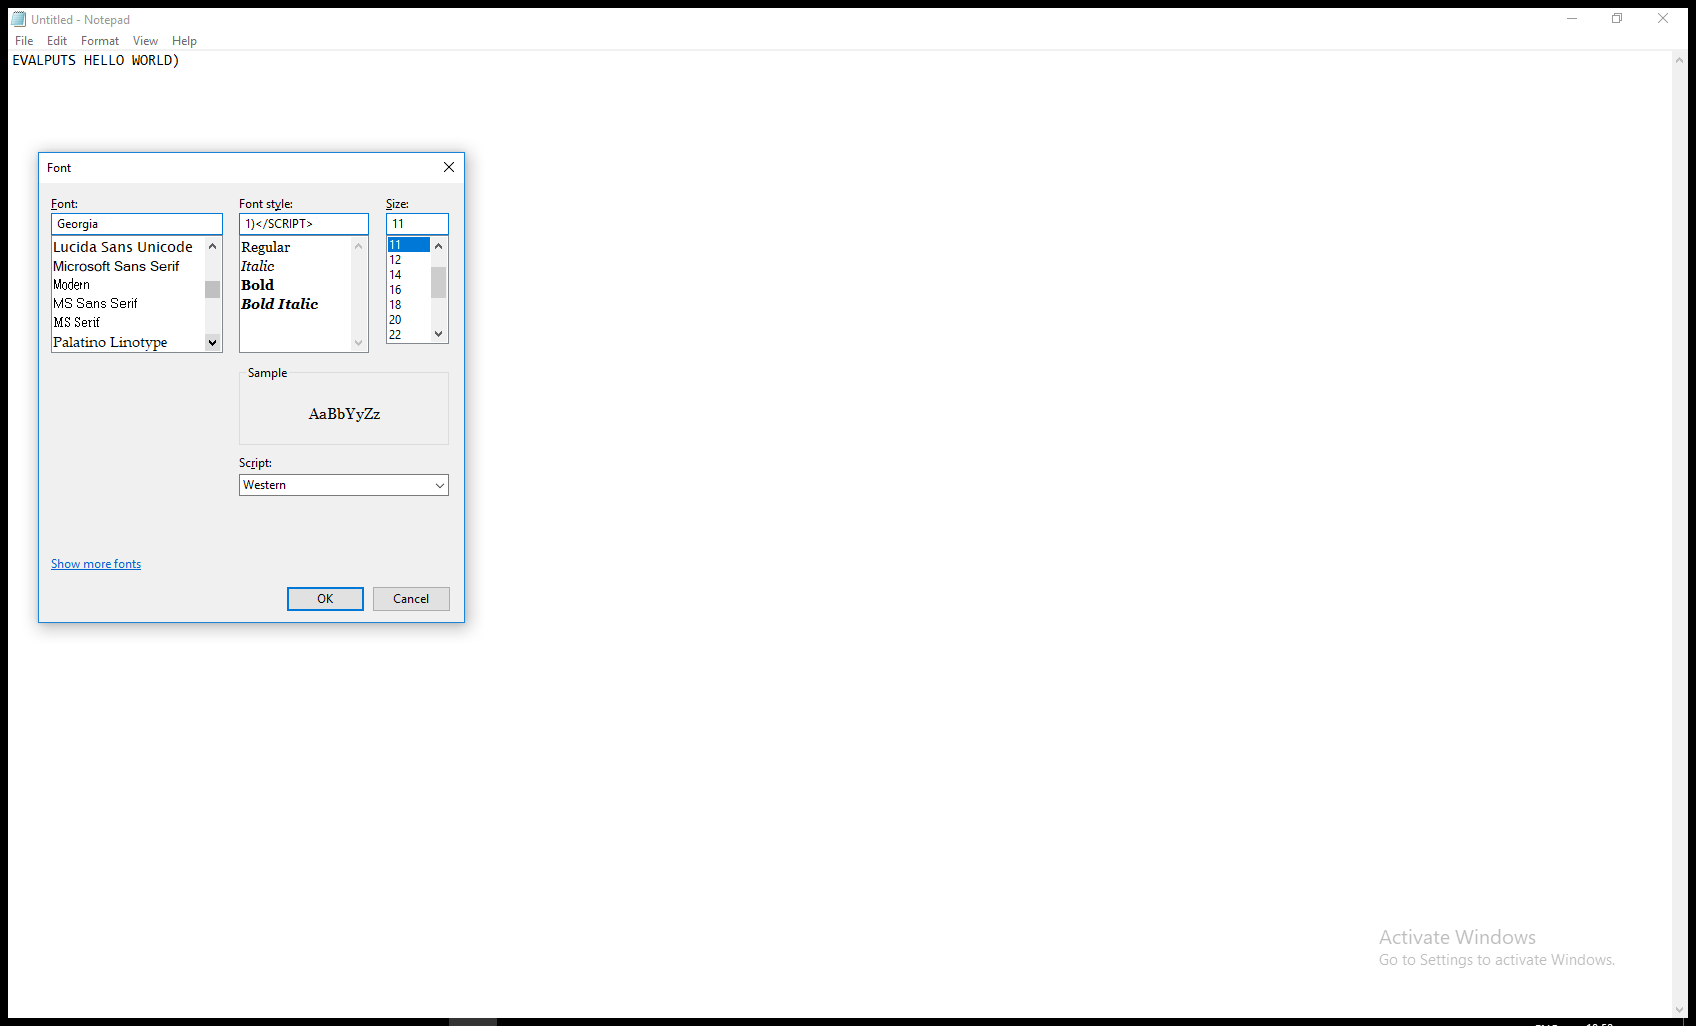 Untitled - Notepad
File Edit Format View Help
EVALPUTS HELLO WORLD)
Font
Font: Font style: Size:
Georgia 1)</SCRIPT> 11
Lucida Sans Unicode
Microsoft Sans Serif
Modern
MS Sans Serif
MS Serif
Palatino Linotype
Regular
Italic
Bold
Bold Italic
11
12
14
16
18
20
22
Sample
AaBbYyZz
Script:
Western
Show more fonts
OK Cancel
Activate Windows
Go to Settings to activate Windows.